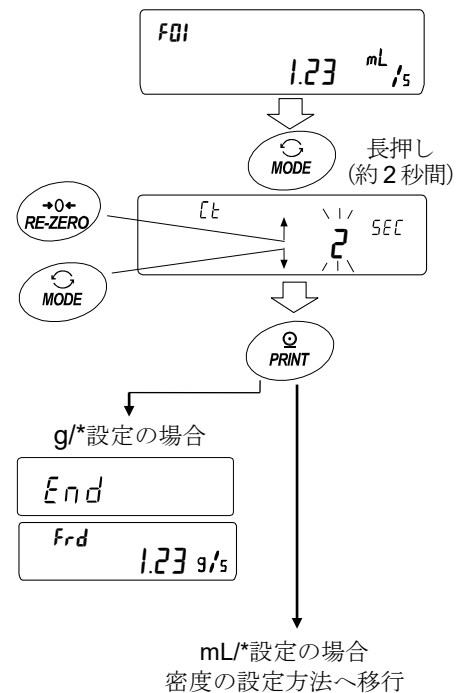 F01
1.23 mL/s
MODE
長押し
(約2秒間)
Ct
2 SEC
→0←
RE-ZERO
MODE
PRINT
g/*設定の場合
End
Frd
1.23 g/s
mL/*設定の場合
密度の設定方法へ移行